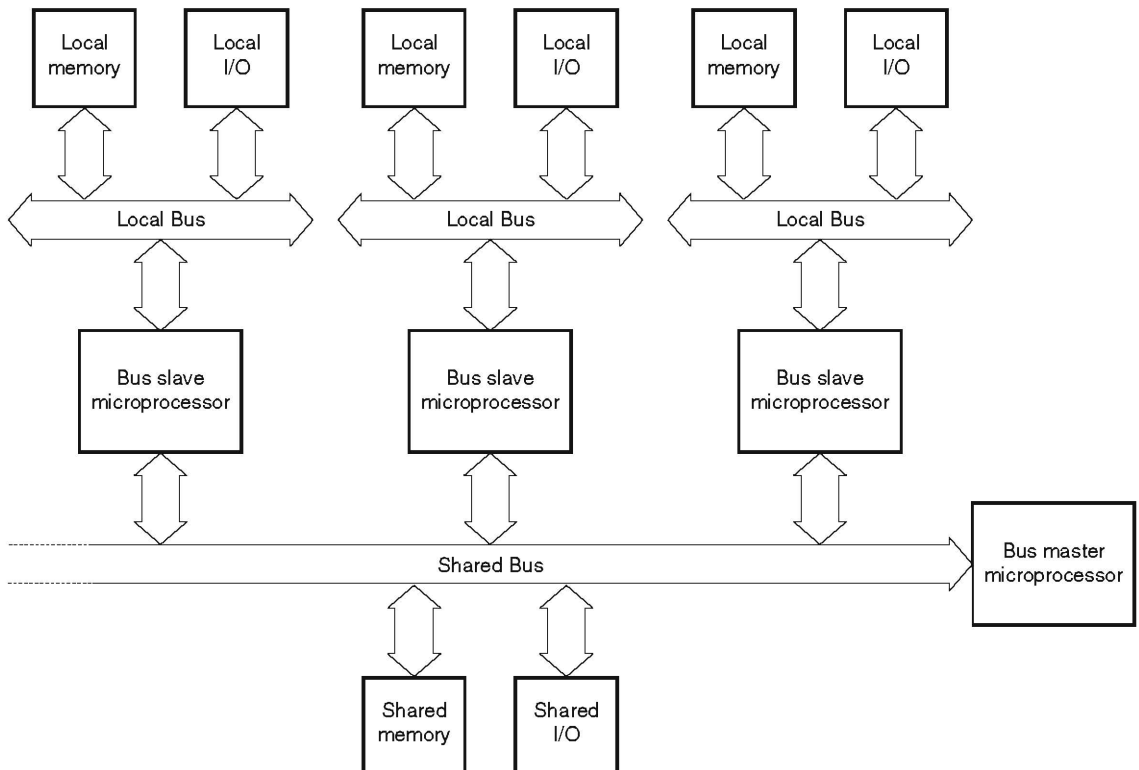 Local
memory
Local
I/O
Local
memory
Local
I/O
Local
memory
Local
I/O
Local Bus
Local Bus
Local Bus
Bus slave
microprocessor
Bus slave
microprocessor
Bus slave
microprocessor
Shared Bus
Bus master
microprocessor
Shared
memory
Shared
I/O